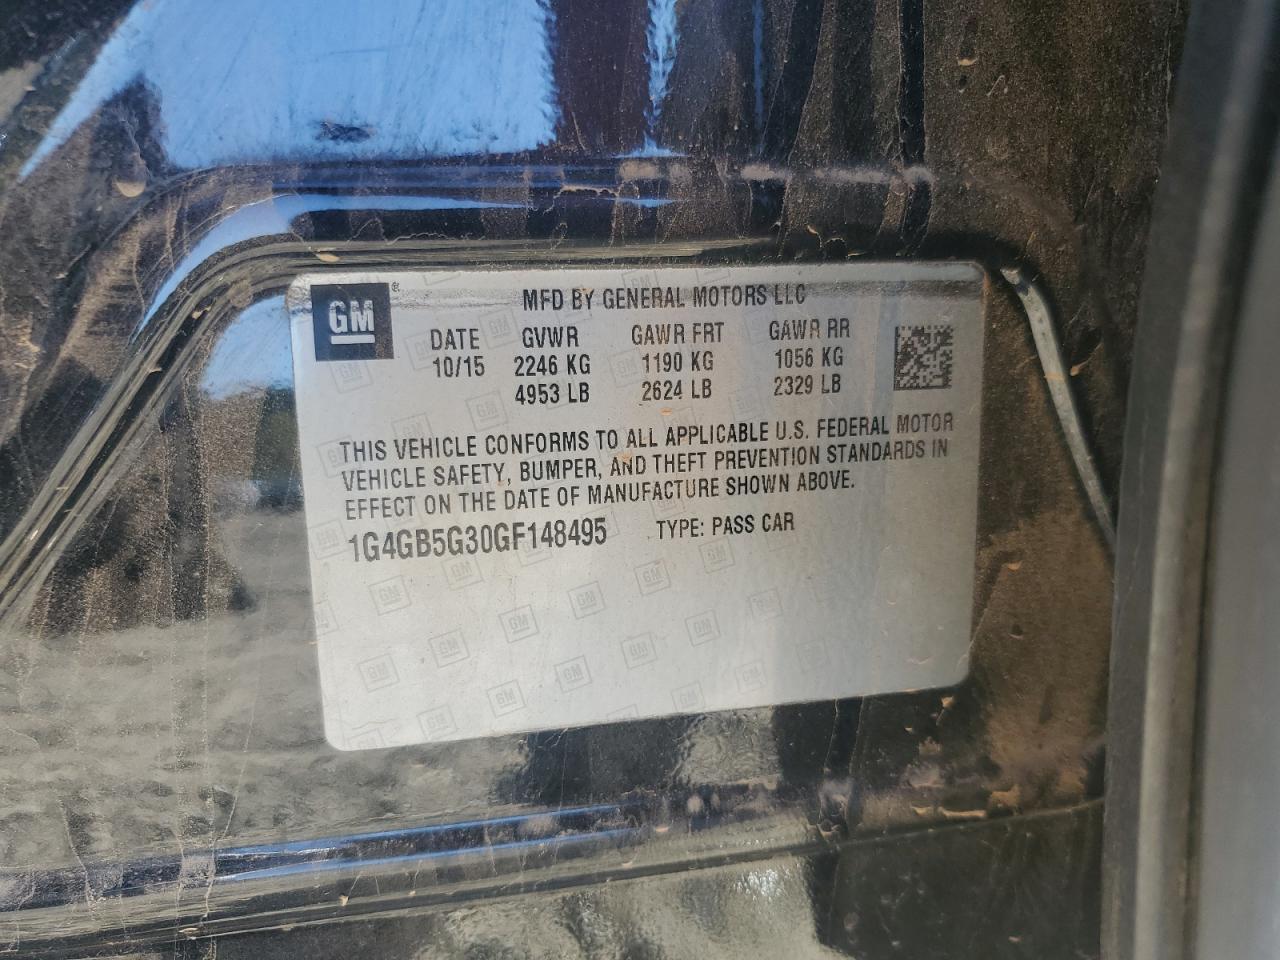 GM ®
MFD BY GENERAL MOTORS LLC
DATE GVWR GAWR FRT GAWR RR
10/15 2246 KG 1190 KG 1056 KG
4953 LB 2624 LB 2329 LB
THIS VEHICLE CONFORMS TO ALL APPLICABLE U.S. FEDERAL MOTOR
VEHICLE SAFETY, BUMPER, AND THEFT PREVENTION STANDARDS IN
EFFECT ON THE DATE OF MANUFACTURE SHOWN ABOVE.
1G4GB5G30GF148495 TYPE: PASS CAR